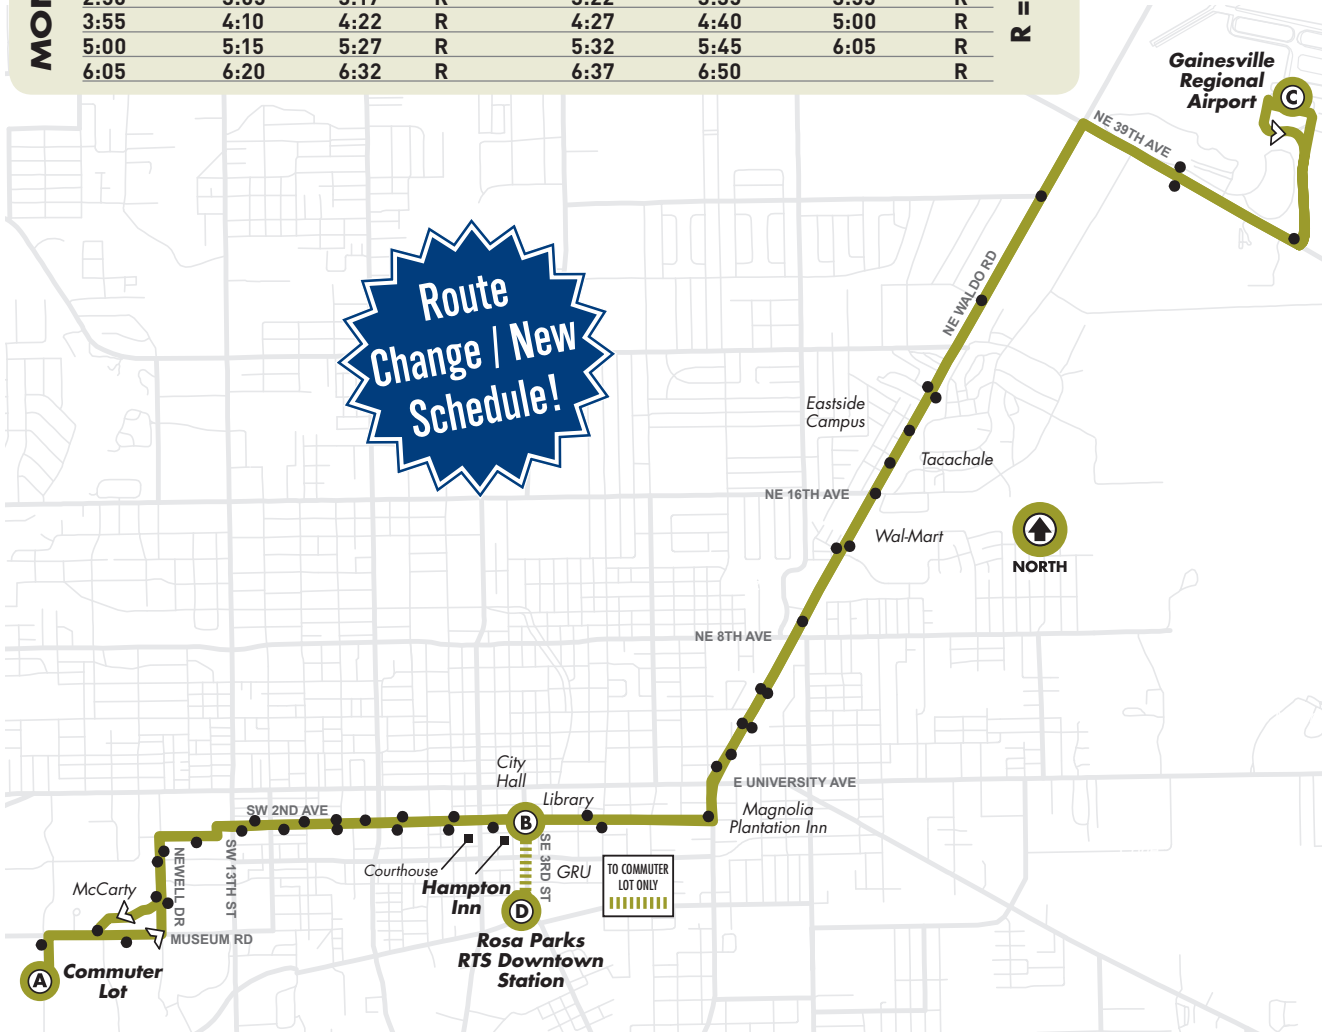 MON
3:55 4:10 4:22 R 4:27 4:40 5:00 R
5:00 5:15 5:27 R 5:32 5:45 6:05 R
6:05 6:20 6:32 R 6:37 6:50 R
R =
Gainesville
Regional
Airport
C
NE 39TH AVE
Route
Change | New
Schedule!
NE WALDO RD
Eastside
Campus
Tacachale
NE 16TH AVE
Wal-Mart
NORTH
NE 8TH AVE
City
Hall
E UNIVERSITY AVE
Library
SW 2ND AVE
Magnolia
Plantation Inn
B
NEWELL DR
SW 13TH ST
SE 3RD ST
Courthouse
GRU
TO COMMUTER
LOT ONLY
McCarty
Hampton
Inn
D
MUSEUM RD
Rosa Parks
RTS Downtown
Station
A
Commuter
Lot